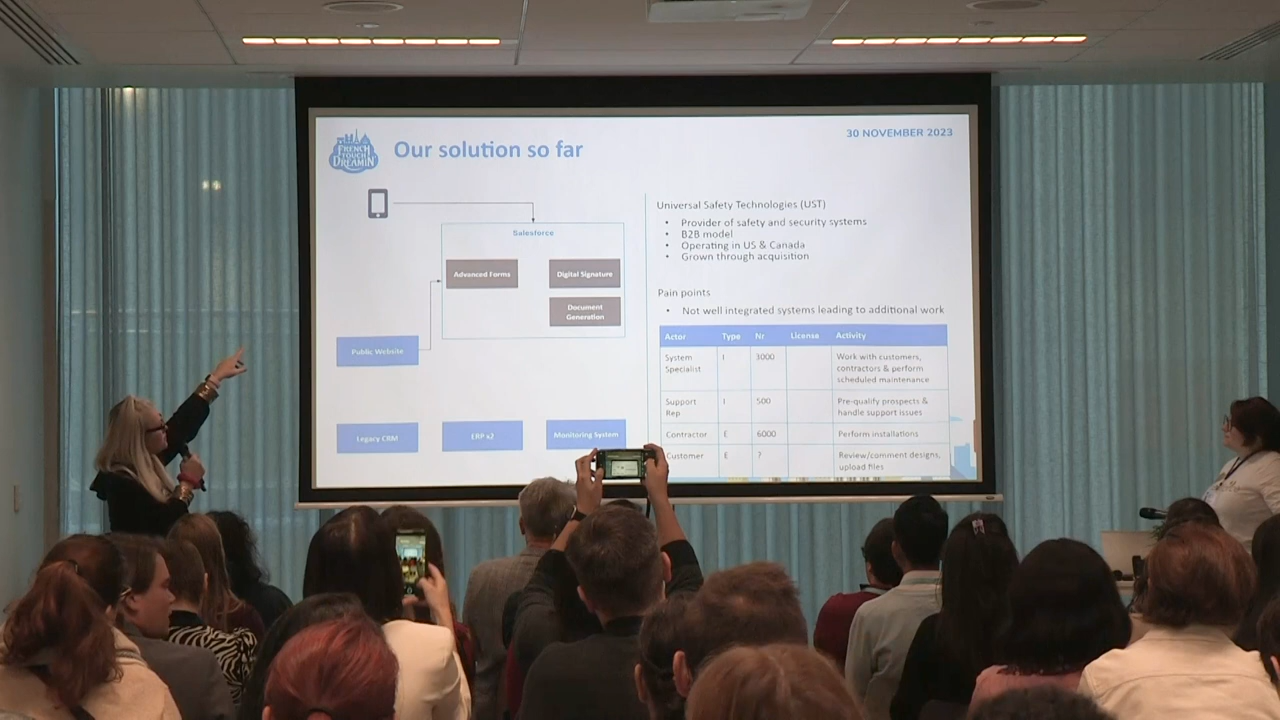 FRENCH
TOUCH
DREAMIN
Our solution so far
30 NOVEMBER 2023
Salesforce
Advanced Forms
Digital Signature
Document
Generation
Public Website
Legacy CRM
ERP x2
Monitoring System
Universal Safety Technologies (UST)
• Provider of safety and security systems
• B2B model
• Operating in US & Canada
• Grown through acquisition
Pain points
• Not well integrated systems leading to additional work
Actor Type Nr License Activity
System I 3000 Work with customers,
Specialist contractors & perform
scheduled maintenance
Support I 500 Pre-qualify prospects &
Rep handle support issues
Contractor E 6000 Perform installations
Customer E ? Review/comment designs,
upload files